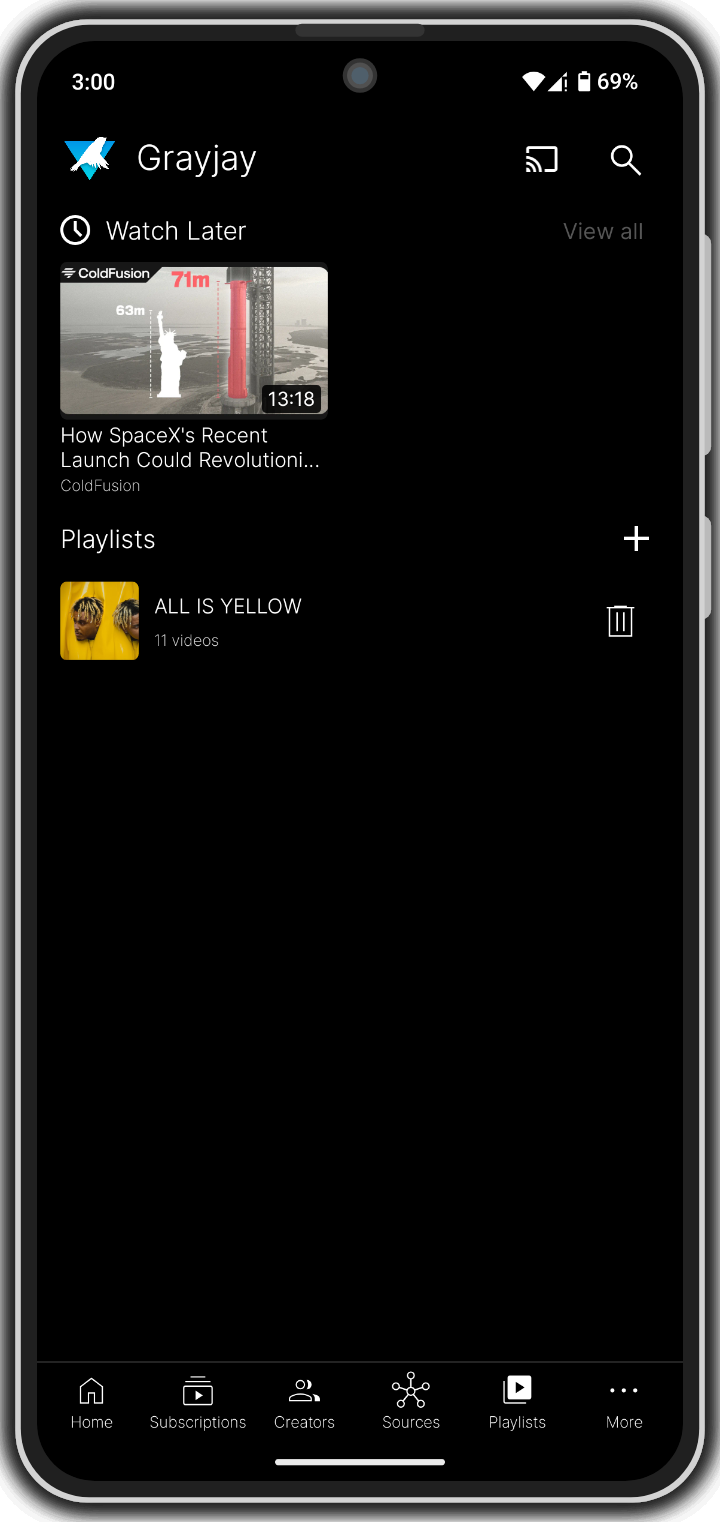 3:00
69%
Grayjay
Watch Later
View all
ColdFusion
71m
63m
13:18
How SpaceX's Recent
Launch Could Revolutioni...
ColdFusion
Playlists
ALL IS YELLOW
11 videos
Home
Subscriptions
Creators
Sources
Playlists
More